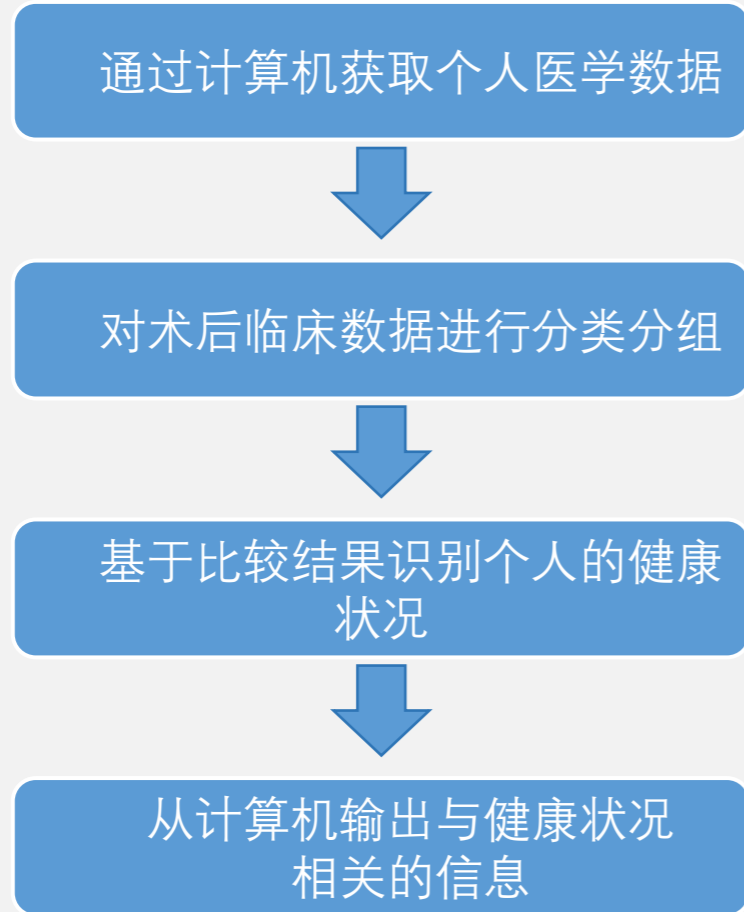 通过计算机获取个人医学数据
对术后临床数据进行分类分组
基于比较结果识别个人的健康
状况
从计算机输出与健康状况
相关的信息